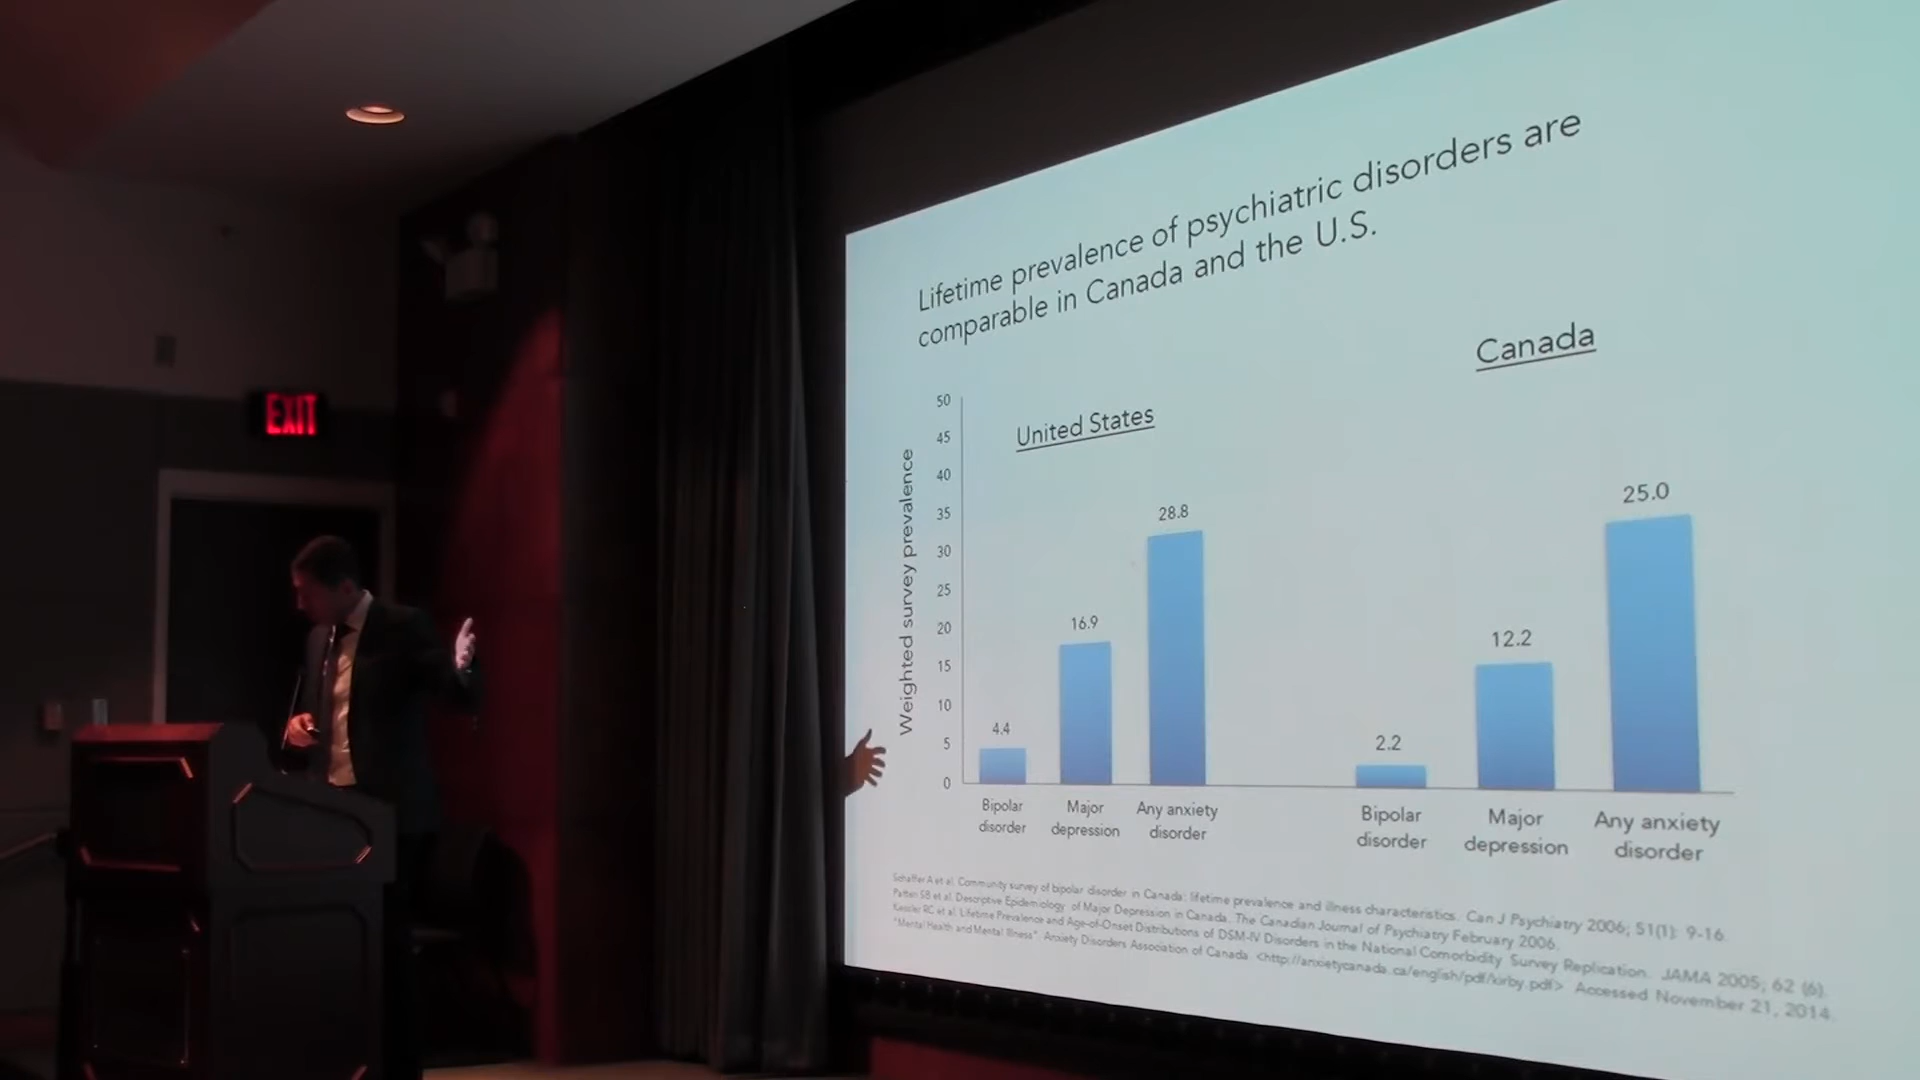 EXIT
Lifetime prevalence of psychiatric disorders are
comparable in Canada and the U.S.
Canada
United States
Weighted survey prevalence
50
45
40
35
30
25
20
15
10
5
0
4.4
16.9
28.8
2.2
12.2
25.0
Bipolar
disorder
Major
depression
Any anxiety
disorder
Bipolar
disorder
Major
depression
Any anxiety
disorder
Schaffer A et al. Community survey of bipolar disorder in Canada: lifetime prevalence and illness characteristics. Can J Psychiatry 2006; 51(1): 9-16.
Patten SB et al. Descriptive Epidemiology of Major Depression in Canada. The Canadian Journal of Psychiatry February 2006.
Kessler RC et al. Lifetime Prevalence and Age-of-Onset Distributions of DSM-IV Disorders in the National Comorbidity Survey Replication. JAMA 2005; 62 (6).
"Mental Health and Mental Illness". Anxiety Disorders Association of Canada. <http://anxietycanada.ca/english/pdf/kirby.pdf> Accessed November 21, 2014.